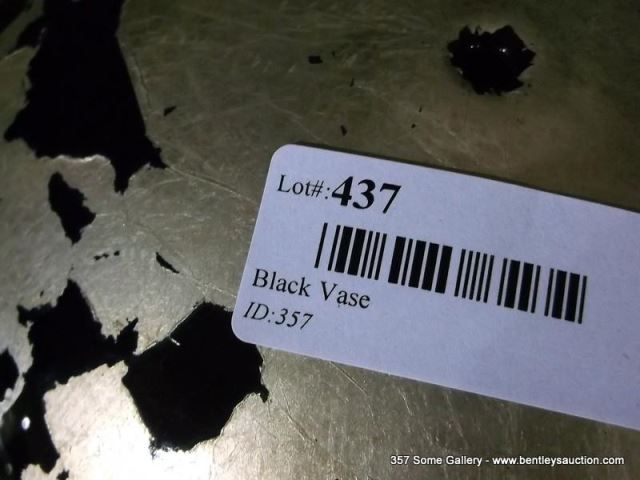 Lot#:437
Black Vase
ID:357
357 Some Gallery - www.bentleysauction.com